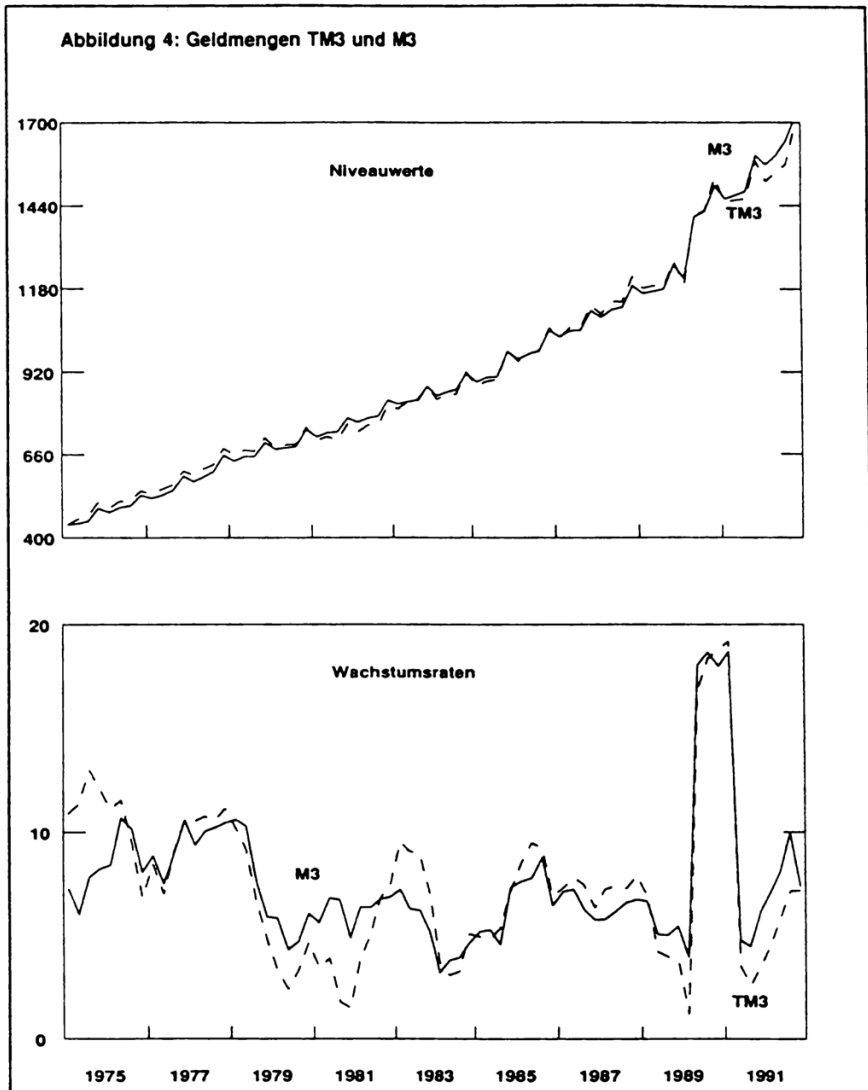 Abbildung 4: Geldmengen TM3 und M3
1700
1440
1180
920
660
400
Niveauwerte
M3
TM3
20
10
0
Wachstumsraten
M3
TM3
1975 1977 1979 1981 1983 1985 1987 1989 1991